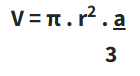 V = π . r² . a
3